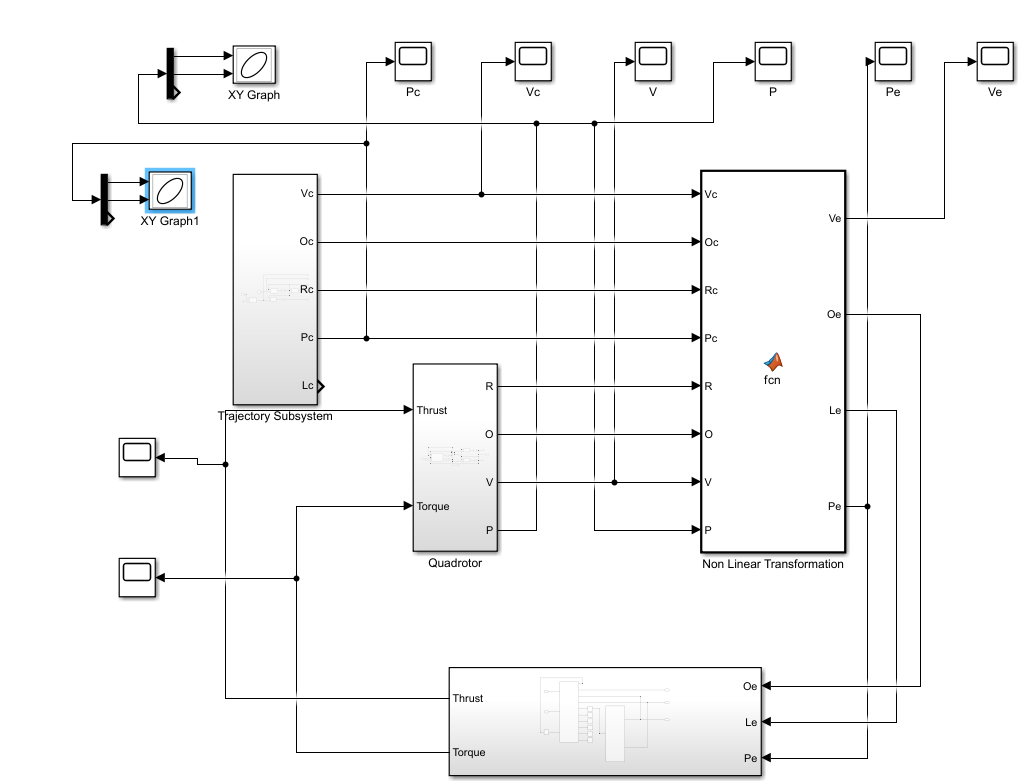 XY Graph
Pc
Vc
V
P
Pe
Ve
XY Graph1
Vc
Oc
Rc
Pc
Lc
Trajectory Subsystem
Vc
Oc
Rc
Pc
R
O
V
P
fcn
Ve
Oe
Le
Pe
Non Linear Transformation
Thrust
Torque
R
O
V
P
Quadrotor
Thrust
Torque
Oe
Le
Pe